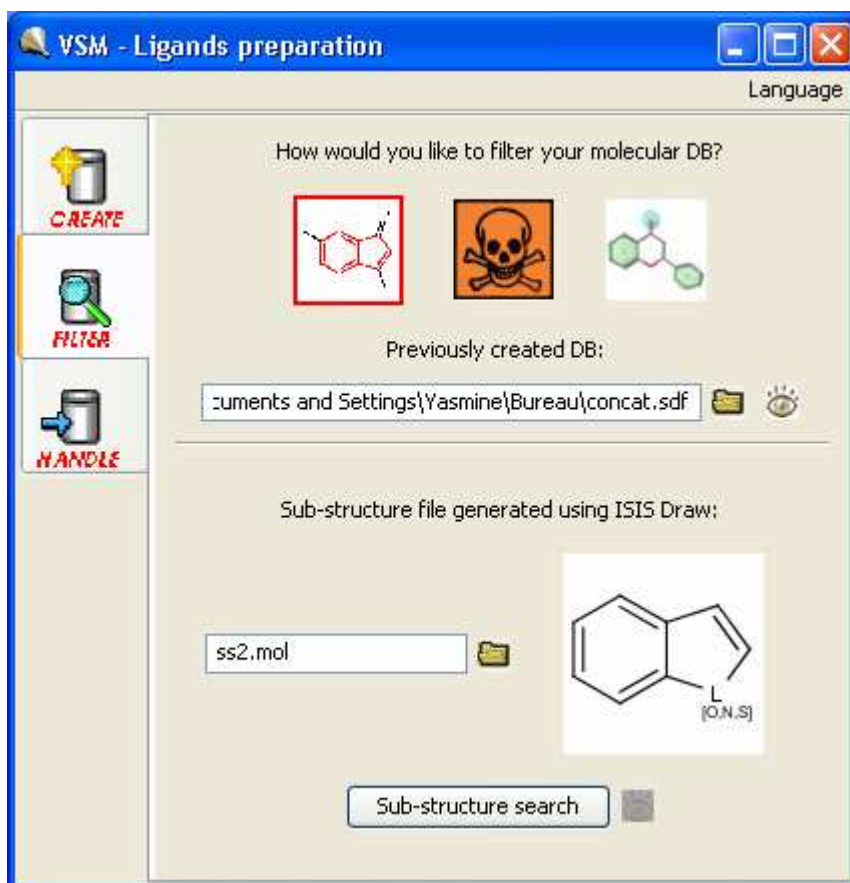 VSM - Ligands preparation
Language
CREATE
FILTER
HANDLE
How would you like to filter your molecular DB?
N
Previously created DB:
cuments and Settings\Yasmine\Bureau\concat.sdf
Sub-structure file generated using ISIS Draw:
ss2.mol
L
[O,N,S]
Sub-structure search